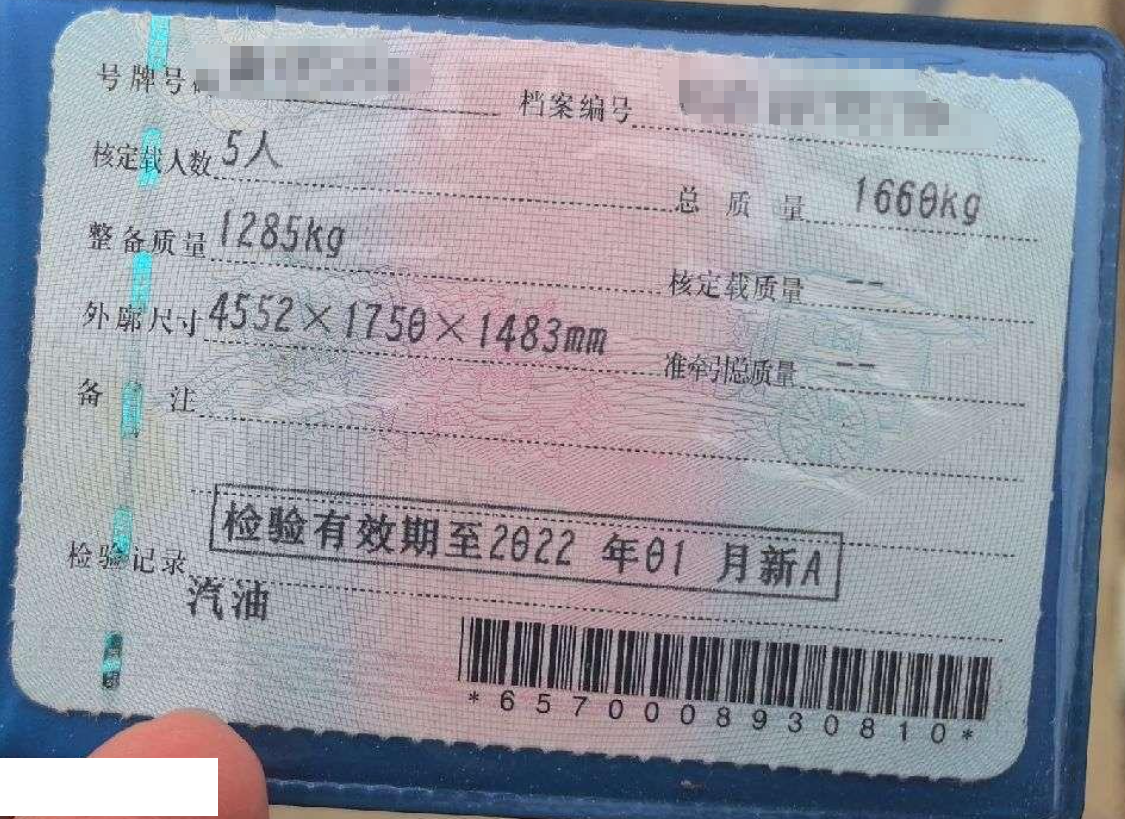 号牌号
档案编号
核定载人数 5人
总质量 1660kg
整备质量 1285kg
核定载质量 --
外廓尺寸 4552×1750×1483mm
准牵引总质量 --
备注
检验记录 检验有效期至2022 年01 月新A
汽油
*6570008930810*